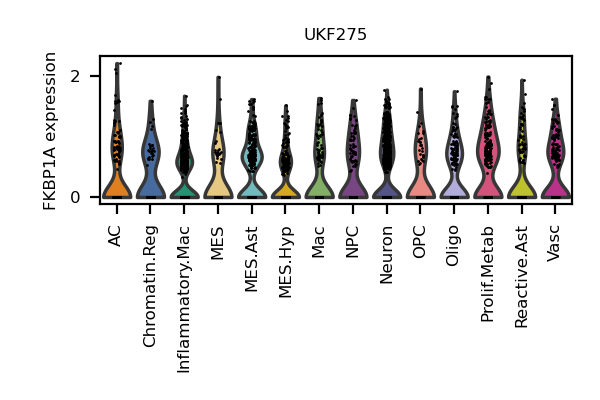 UKF275
FKBP1A expression
2
0
AC
Chromatin.Reg
Inflammatory.Mac
MES
MES.Ast
MES.Hyp
Mac
NPC
Neuron
OPC
Oligo
Prolif.Metab
Reactive.Ast
Vasc